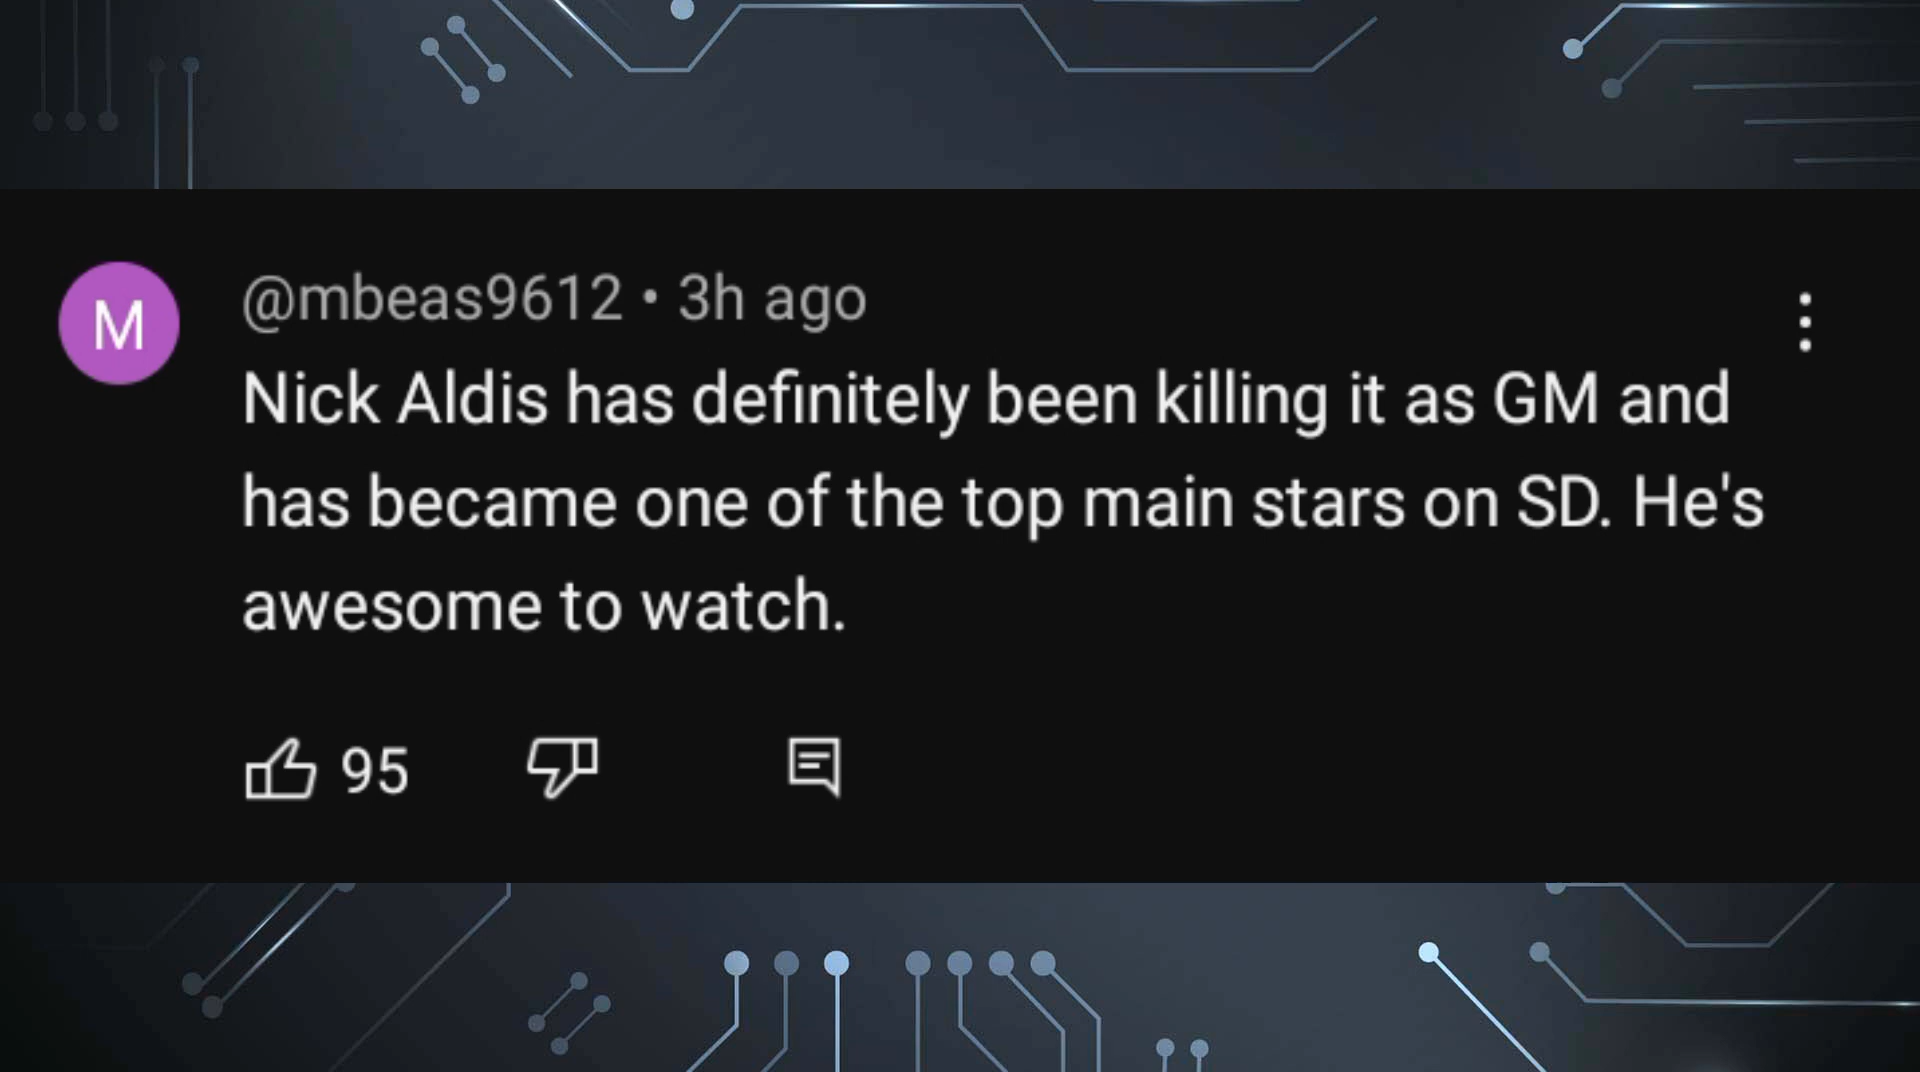 M
@mbeas9612 • 3h ago
Nick Aldis has definitely been killing it as GM and
has became one of the top main stars on SD. He's
awesome to watch.
95